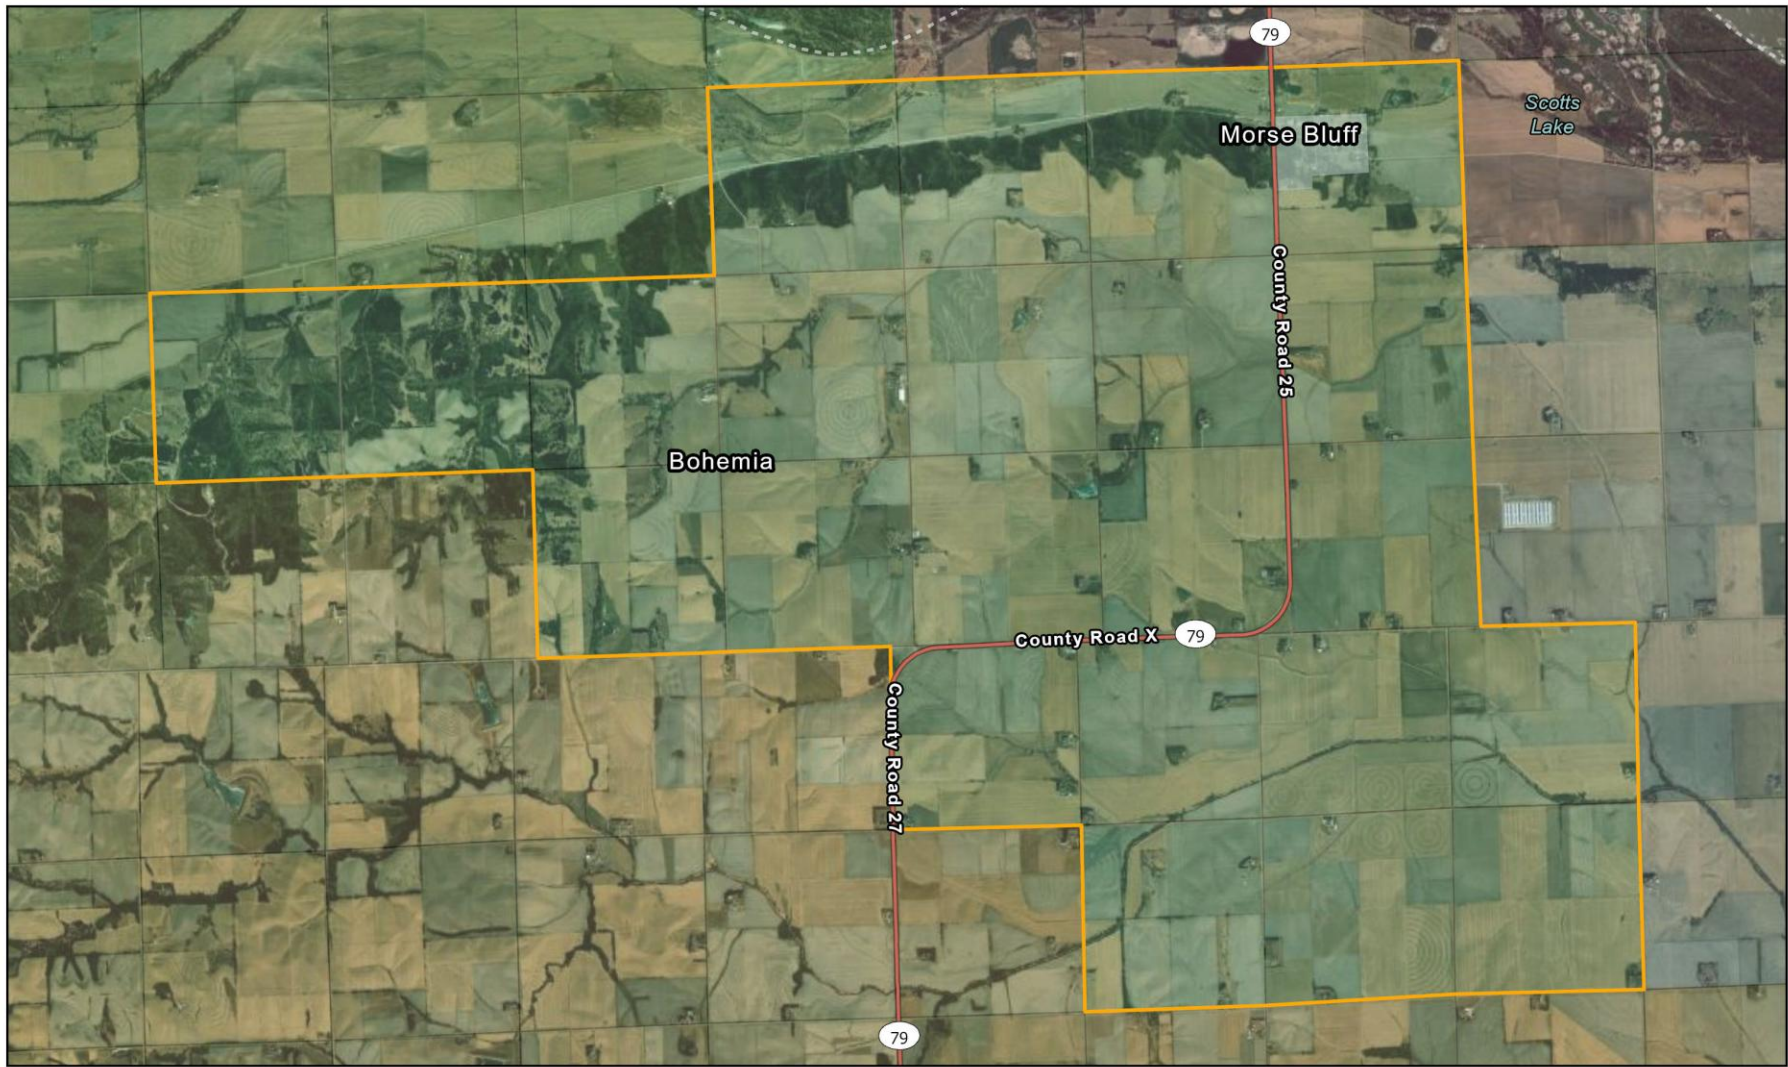 79
Scotts
Lake
Morse Bluff
County Road 25
Bohemia
County Road X
79
County Road 27
79